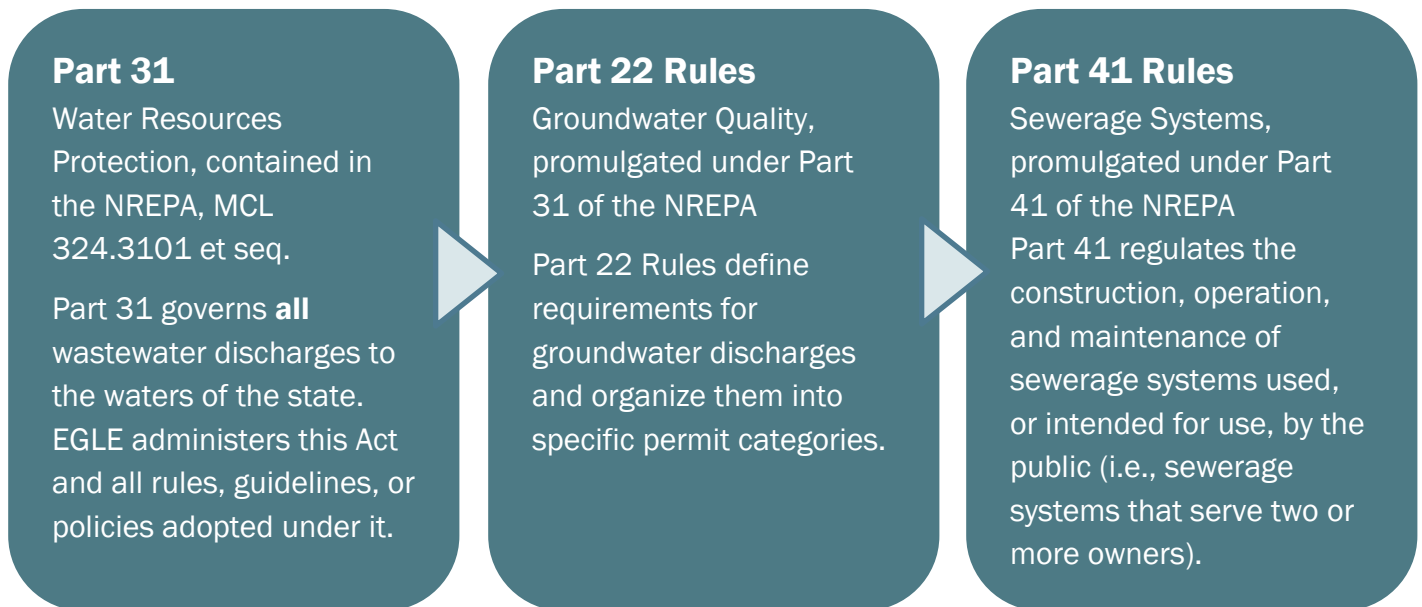 Part 31
Water Resources
Protection, contained in
the NREPA, MCL
324.3101 et seq.
Part 31 governs all
wastewater discharges to
the waters of the state.
EGLE administers this Act
and all rules, guidelines, or
policies adopted under it.
Part 22 Rules
Groundwater Quality,
promulgated under Part
31 of the NREPA
Part 22 Rules define
requirements for
groundwater discharges
and organize them into
specific permit categories.
Part 41 Rules
Sewerage Systems,
promulgated under Part
41 of the NREPA
Part 41 regulates the
construction, operation,
and maintenance of
sewerage systems used,
or intended for use, by the
public (i.e., sewerage
systems that serve two or
more owners).